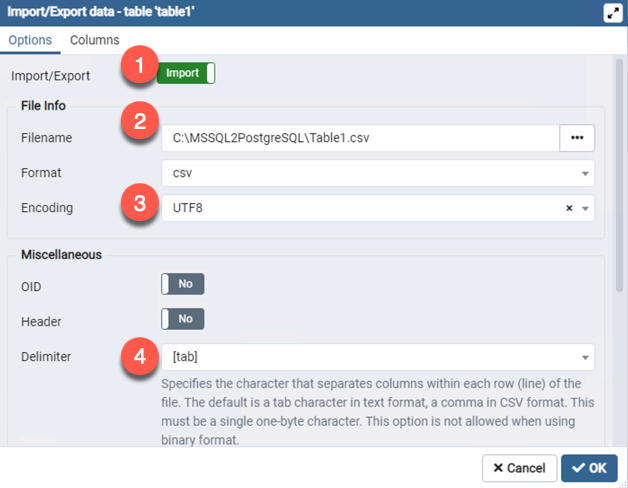 Import/Export data - table 'table1'
Options Columns
Import/Export 1 Import
File Info
2
Filename C:\MSSQL2PostgreSQL\Table1.csv •••
Format csv
Encoding 3 UTF8 ×
Miscellaneous
OID No
Header No
Delimiter 4 [tab]
Specifies the character that separates columns within each row (line) of the
file. The default is a tab character in text format, a comma in CSV format. This
must be a single one-byte character. This option is not allowed when using
binary format.
× Cancel ✔ OK